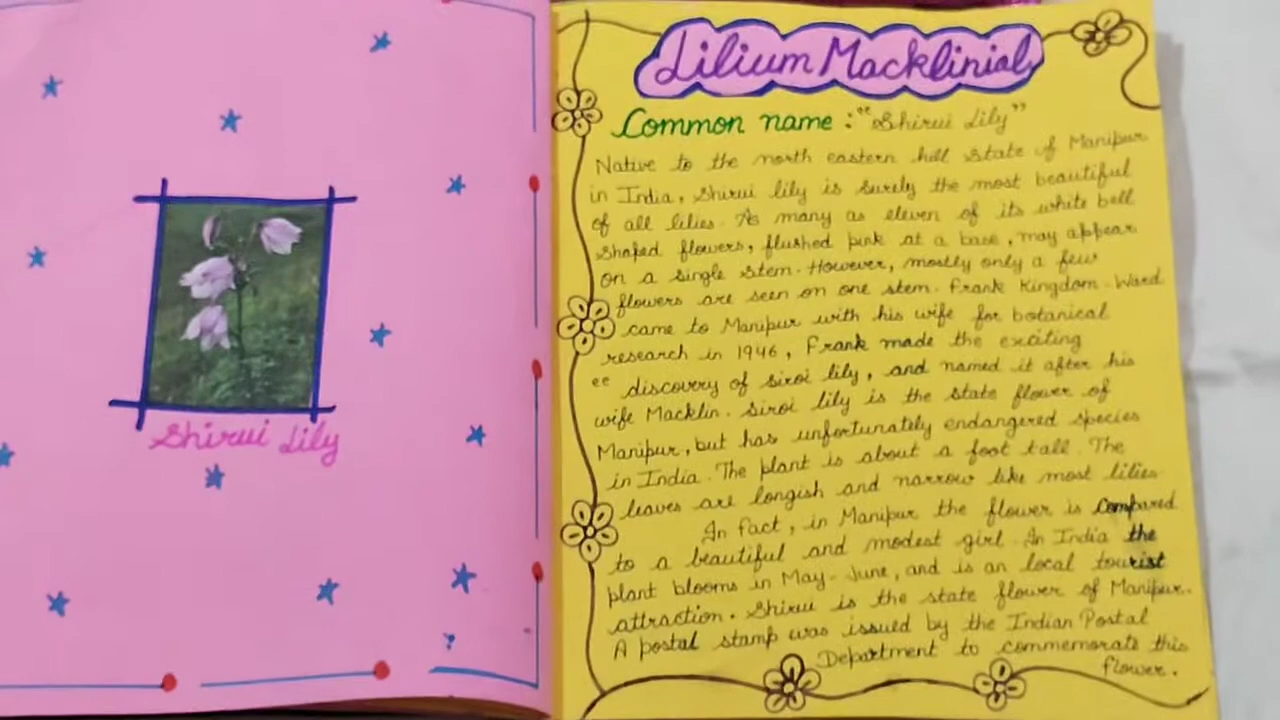 Shirui Lily
Lilium Macklinial
Common name : "Shirui Lily"
Native to the north eastern hill State of Manipur
in India, Shirui lily is surely the most beautiful
of all lilies. As many as eleven of its white bell
shaped flowers, flushed pink at a base, may appear
on a single stem. However, mostly only a few
flowers are seen on one stem. Frank Kingdom-Ward
came to Manipur with his wife for botanical
research in 1946, Frank made the exciting
" discovery of siroi lily, and named it after his
wife Macklin. Siroi lily is the state flower of
Manipur, but has unfortunately endangered species
in India. The plant is about a foot tall. The
leaves are longish and narrow like most lilies
In fact, in Manipur the flower is compared
to a beautiful and modest girl. In India the
plant blooms in May-June, and is an local tourist
attraction. Shirui is the state flower of Manipur.
A postal stamp was issued by the Indian Postal
Department to commemorate this
flower.